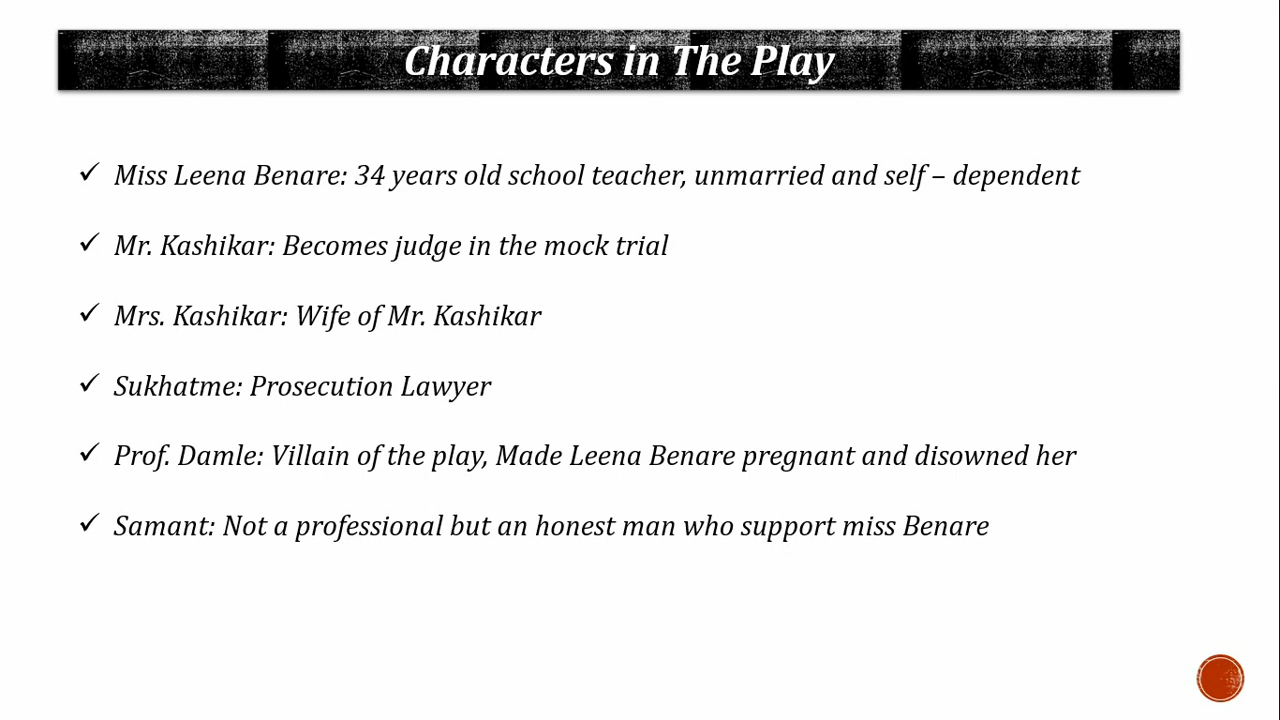 Characters in The Play
✓ Miss Leena Benare: 34 years old school teacher, unmarried and self – dependent
✓ Mr. Kashikar: Becomes judge in the mock trial
✓ Mrs. Kashikar: Wife of Mr. Kashikar
✓ Sukhatme: Prosecution Lawyer
✓ Prof. Damle: Villain of the play, Made Leena Benare pregnant and disowned her
✓ Samant: Not a professional but an honest man who support miss Benare